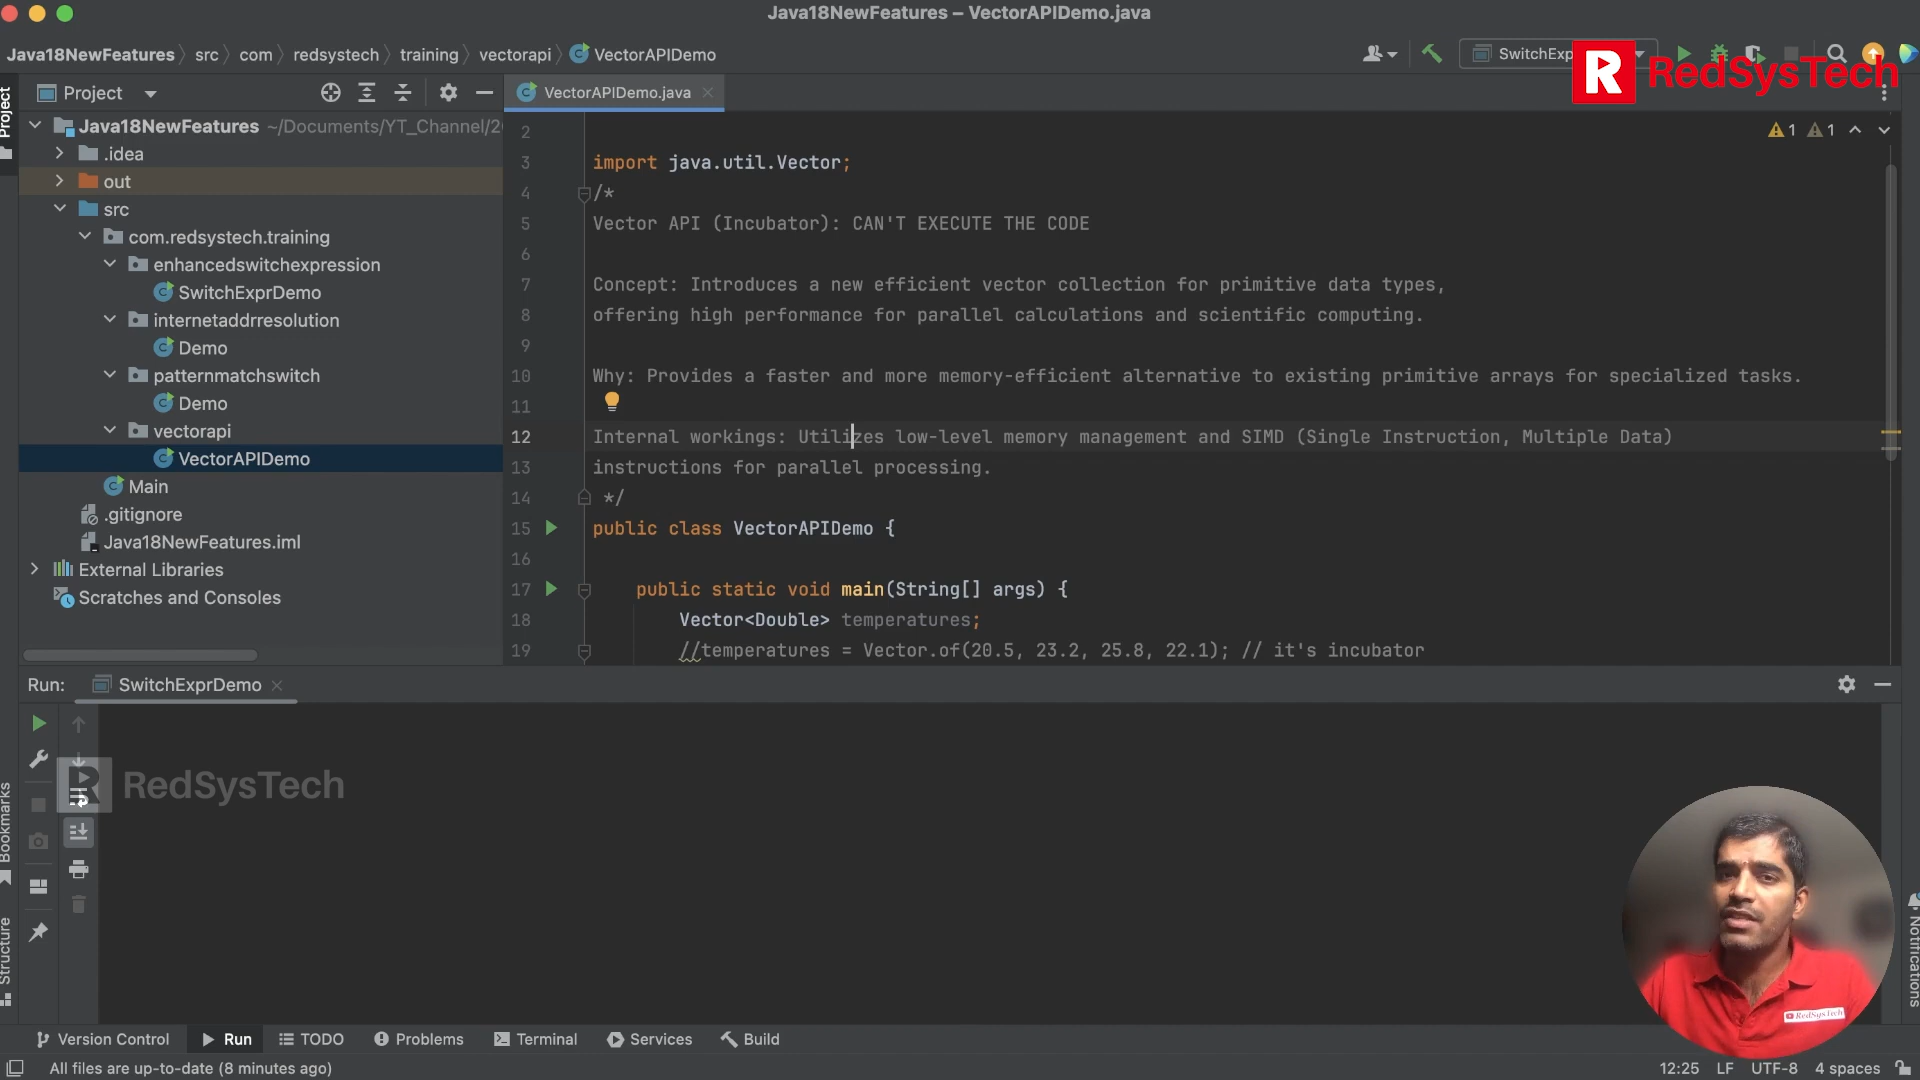 Java18NewFeatures – VectorAPIDemo.java
Java18NewFeatures
src
com
redsystech
training
vectorapi
VectorAPIDemo
SwitchExp
RedSysTech
Project
Project
VectorAPIDemo.java
Java18NewFeatures ~/Documents/YT_Channel/2
.idea
out
src
com.redsystech.training
enhancedswitchexpression
SwitchExprDemo
internetaddrresolution
Demo
patternmatchswitch
Demo
vectorapi
VectorAPIDemo
Main
.gitignore
Java18NewFeatures.iml
External Libraries
Scratches and Consoles
1 1
2
3 import java.util.Vector;
4 /*
5 Vector API (Incubator): CAN'T EXECUTE THE CODE
6
7 Concept: Introduces a new efficient vector collection for primitive data types,
8 offering high performance for parallel calculations and scientific computing.
9
10 Why: Provides a faster and more memory-efficient alternative to existing primitive arrays for specialized tasks.
11
12 Internal workings: Utilizes low-level memory management and SIMD (Single Instruction, Multiple Data)
13 instructions for parallel processing.
14 */
15 public class VectorAPIDemo {
16
17 public static void main(String[] args) {
18 Vector<Double> temperatures;
19 //temperatures = Vector.of(20.5, 23.2, 25.8, 22.1); // it's incubator
Run: SwitchExprDemo
RedSysTech
Bookmarks
Structure
Notifications
RedSysTech
Version Control
Run
TODO
Problems
Terminal
Services
Build
All files are up-to-date (8 minutes ago)
12:25 LF UTF-8 4 spaces